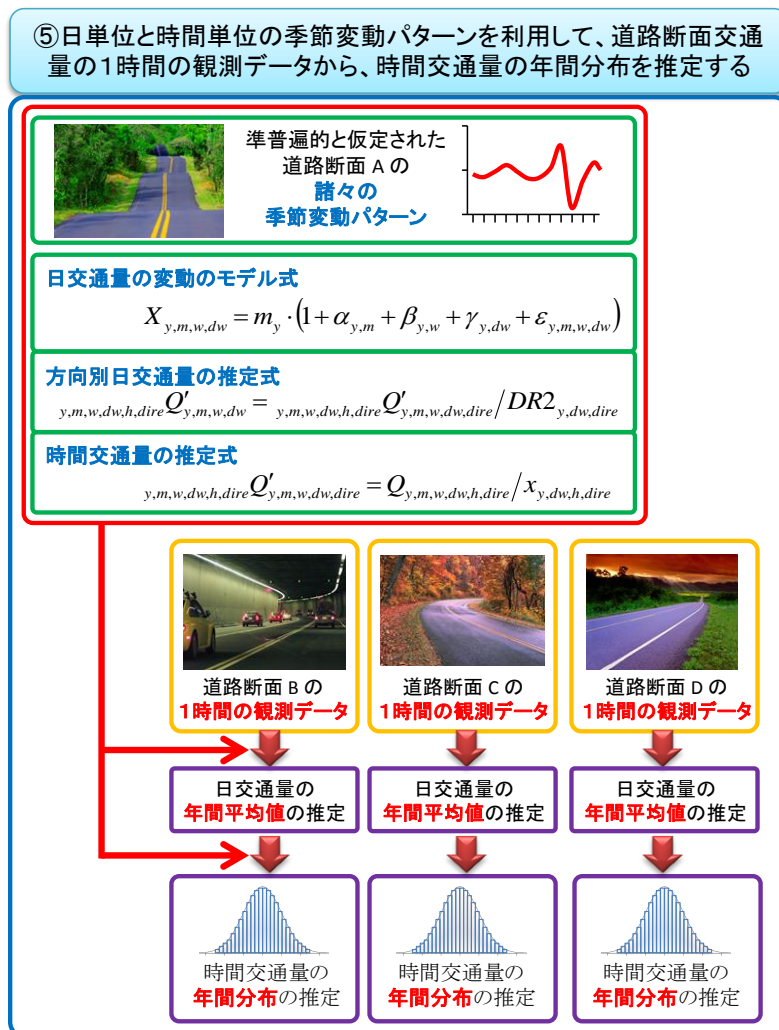 ⑤日単位と時間単位の季節変動パターンを利用して、道路断面交通
量の1時間の観測データから、時間交通量の年間分布を推定する
準普遍的と仮定された
道路断面 A の
諸々の
季節変動パターン
日交通量の変動のモデル式
X_{y,m,w,dw} = m_y · (1 + α_{y,m} + β_{y,w} + γ_{y,dw} + ε_{y,m,w,dw})
方向別日交通量の推定式
_{y,m,w,dw,h,dire}Q′_{y,m,w,dw} = _{y,m,w,dw,h,dire}Q′_{y,m,w,dw,dire} / DR2_{y,dw,dire}
時間交通量の推定式
_{y,m,w,dw,h,dire}Q′_{y,m,w,dw,dire} = Q_{y,m,w,dw,h,dire} / x_{y,dw,h,dire}
道路断面 B の
1時間の観測データ
道路断面 C の
1時間の観測データ
道路断面 D の
1時間の観測データ
日交通量の
年間平均値の推定
日交通量の
年間平均値の推定
日交通量の
年間平均値の推定
時間交通量の
年間分布の推定
時間交通量の
年間分布の推定
時間交通量の
年間分布の推定